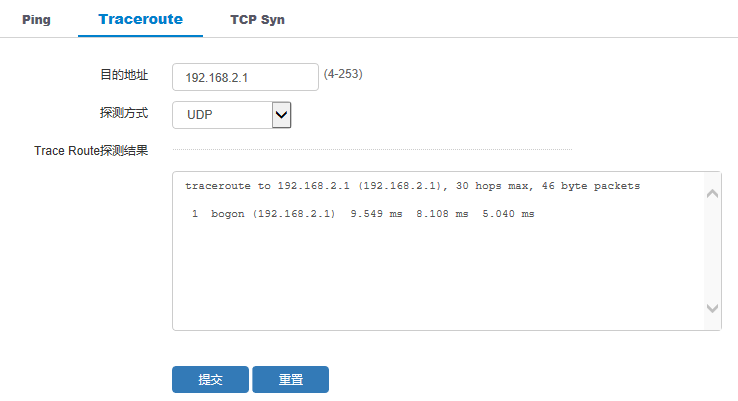 Ping Traceroute TCP Syn
目的地址 192.168.2.1 (4-253)
探测方式 UDP
Trace Route探测结果
traceroute to 192.168.2.1 (192.168.2.1), 30 hops max, 46 byte packets
1 bogon (192.168.2.1) 9.549 ms 8.108 ms 5.040 ms
提交 重置